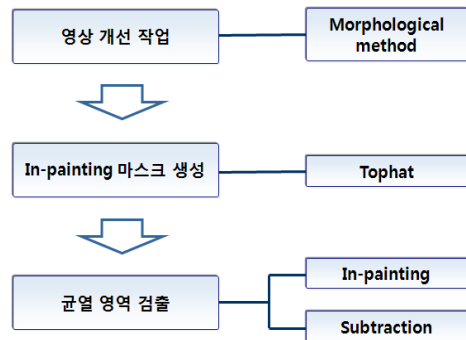 영상 개선 작업
Morphological
method
In-painting 마스크 생성
Tophat
균열 영역 검출
In-painting
Subtraction